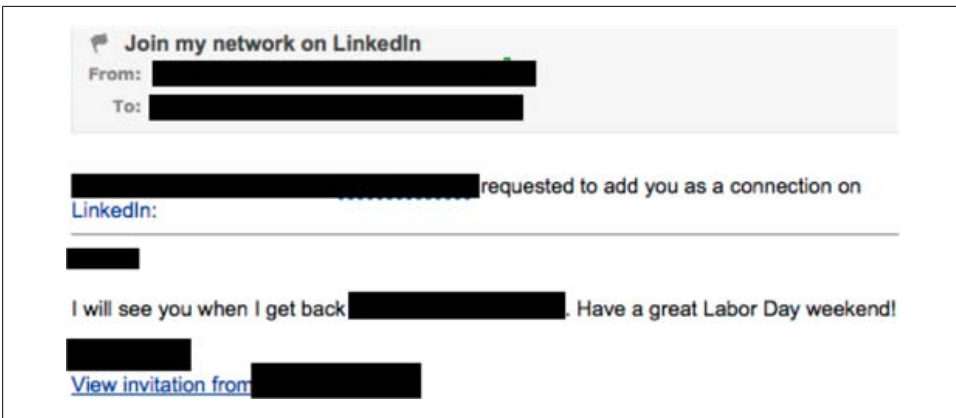 Join my network on LinkedIn
From:
To:
requested to add you as a connection on
LinkedIn:
I will see you when I get back . Have a great Labor Day weekend!
View invitation from